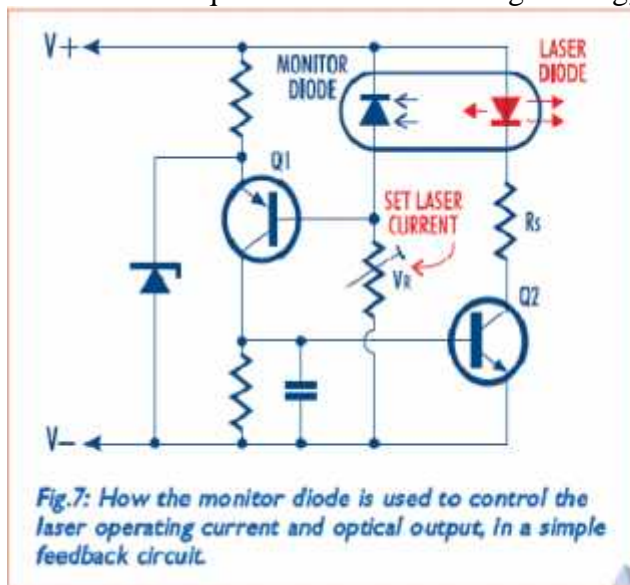 V+
MONITOR
DIODE
LASER
DIODE
Q1
SET LASER
CURRENT
VR
Rs
Q2
V−
Fig.7: How the monitor diode is used to control the
laser operating current and optical output, in a simple
feedback circuit.